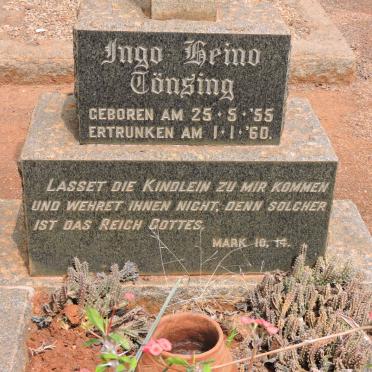 Ingo Heino
Tönsing
GEBOREN AM 25·5·'55
ERTRUNKEN AM 1·1·'60.
LASSET DIE KINDLEIN ZU MIR KOMMEN
UND WEHRET IHNEN NICHT, DENN SOLCHER
IST DAS REICH GOTTES.
MARK 10, 14.